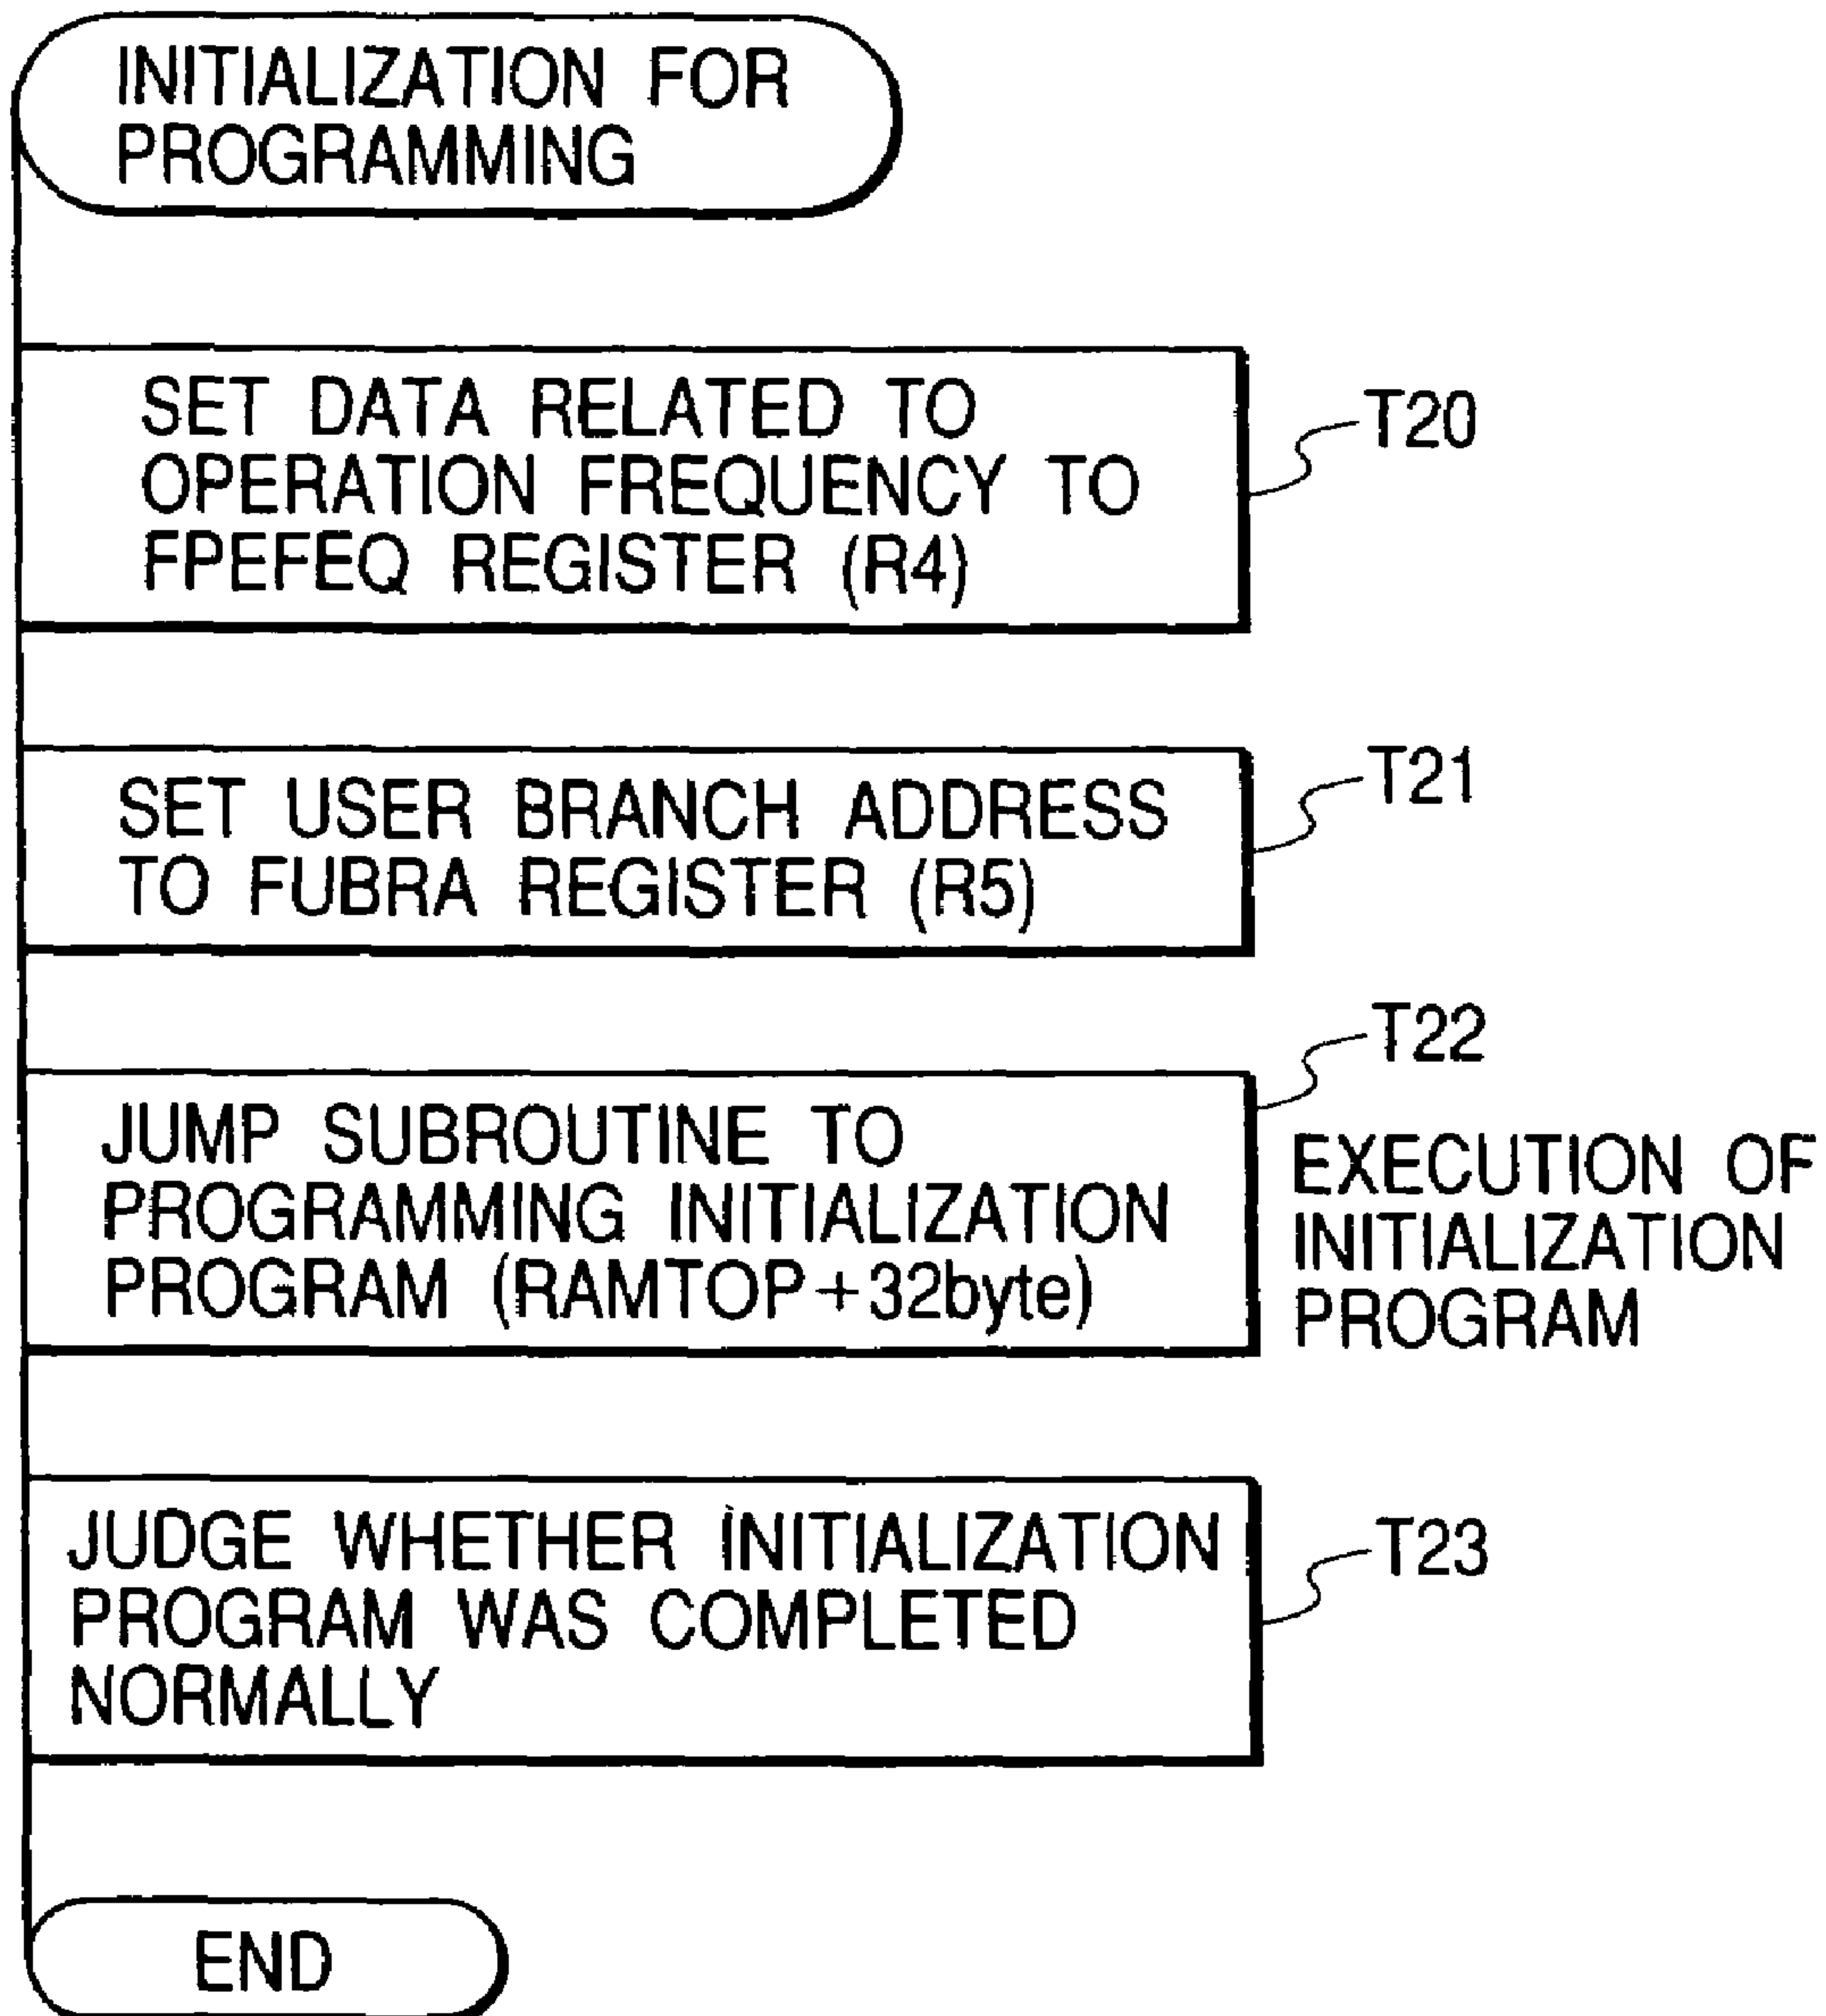 INITIALIZATION FOR
PROGRAMMING
SET DATA RELATED TO
OPERATION FREQUENCY TO
FPEFEQ REGISTER (R4)
T20
SET USER BRANCH ADDRESS
TO FUBRA REGISTER (R5)
T21
JUMP SUBROUTINE TO
PROGRAMMING INITIALIZATION
PROGRAM (RAMTOP+32byte)
T22
EXECUTION OF
INITIALIZATION
PROGRAM
JUDGE WHETHER INITIALIZATION
PROGRAM WAS COMPLETED
NORMALLY
T23
END